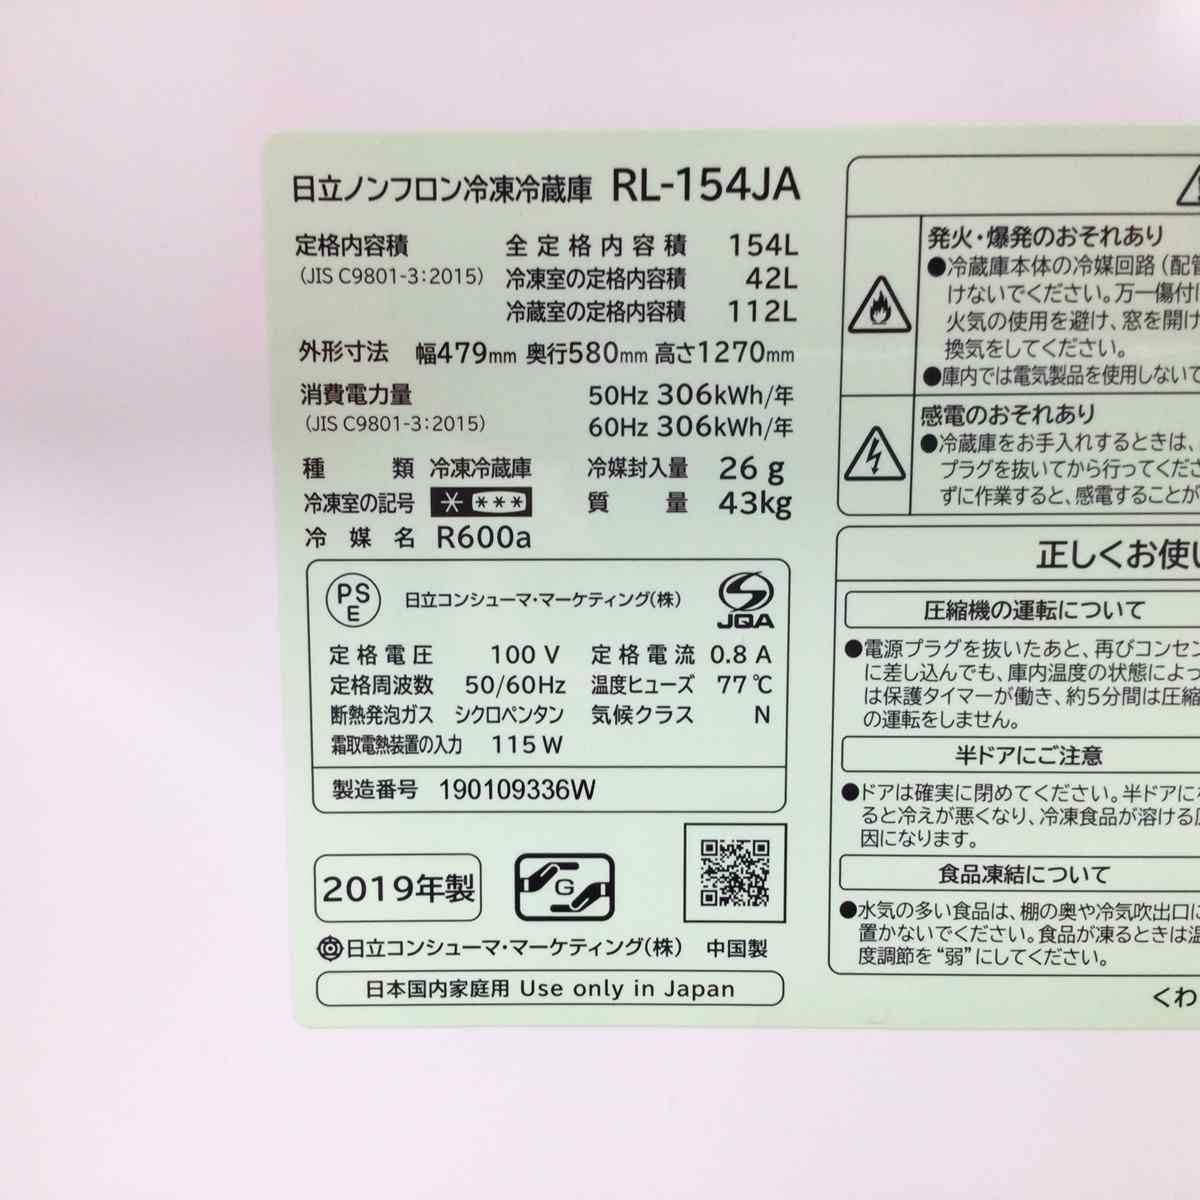 日立ノンフロン冷凍冷蔵庫 RL-154JA
定格内容積 全定格内容積 154L
(JIS C9801-3:2015) 冷凍室の定格内容積 42L
冷蔵室の定格内容積 112L
外形寸法 幅479mm 奥行580mm 高さ1270mm
消費電力量 50Hz 306kWh/年
(JIS C9801-3:2015) 60Hz 306kWh/年
種類 冷凍冷蔵庫 冷媒封入量 26g
冷凍室の記号 * *** 質量 43kg
冷媒名 R600a
PSE 日立コンシューマ・マーケティング(株) JQA
定格電圧 100V 定格電流 0.8A
定格周波数 50/60Hz 温度ヒューズ 77℃
断熱発泡ガス シクロペンタン 気候クラス N
霜取電熱装置の入力 115W
製造番号 190109336W
2019年製 G
日立コンシューマ・マーケティング(株) 中国製
日本国内家庭用 Use only in Japan
発火・爆発のおそれあり
●冷蔵庫本体の冷媒回路(配管
けないでください。万一傷付け
火気の使用を避け、窓を開け
換気をしてください。
●庫内では電気製品を使用しないで
感電のおそれあり
●冷蔵庫をお手入れするときは、
プラグを抜いてから行ってくださ
ずに作業すると、感電することが
正しくお使い
圧縮機の運転について
●電源プラグを抜いたあと、再びコンセン
に差し込んでも、庫内温度の状態によっ
は保護タイマーが働き、約5分間は圧縮
の運転をしません。
半ドアにご注意
●ドアは確実に閉めてください。半ドアに
ると冷えが悪くなり、冷凍食品が溶ける
因になります。
食品凍結について
●水気の多い食品は、棚の奥や冷気吹出口に
置かないでください。食品が凍るときは温
度調節を“弱”にしてください。
くわ